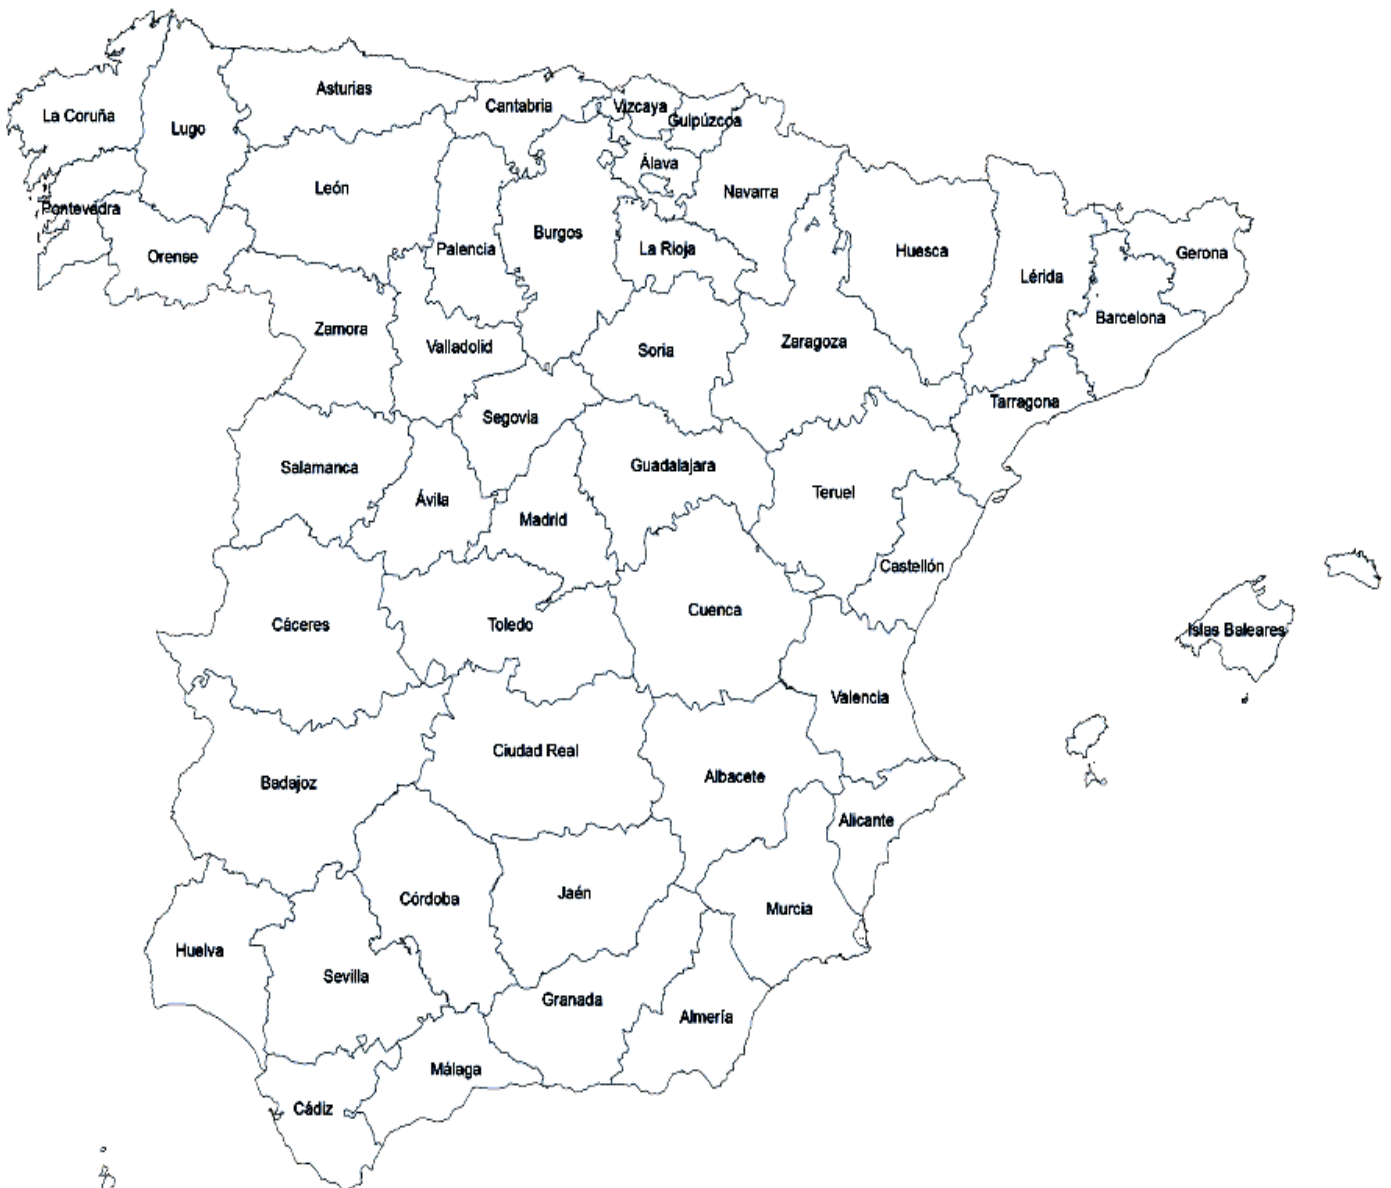 Asturias
Cantabria
Vizcaya
Guipúzcoa
La Coruña
Lugo
Álava
León
Navarra
Pontevedra
Burgos
Palencia
La Rioja
Huesca
Gerona
Orense
Lérida
Barcelona
Zamora
Valladolid
Soria
Zaragoza
Tarragona
Segovia
Salamanca
Guadalajara
Ávila
Teruel
Madrid
Castellón
Cuenca
Cáceres
Toledo
Islas Baleares
Valencia
Ciudad Real
Albacete
Badajoz
Alicante
Córdoba
Jaén
Murcia
Huelva
Sevilla
Granada
Almería
Málaga
Cádiz